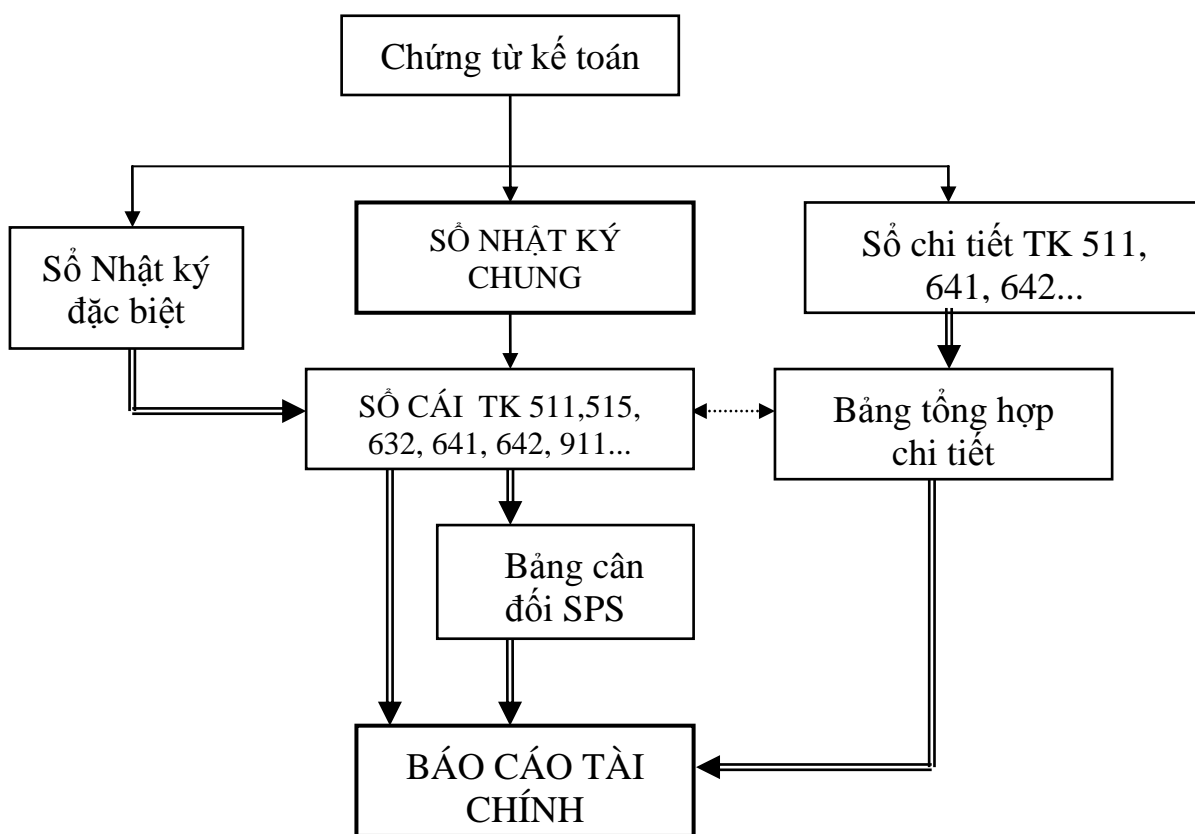 Chứng từ kế toán
Sổ Nhật ký
đặc biệt
SỔ NHẬT KÝ
CHUNG
Sổ chi tiết TK 511,
641, 642...
SỔ CÁI TK 511,515,
632, 641, 642, 911...
Bảng tổng hợp
chi tiết
Bảng cân
đối SPS
BÁO CÁO TÀI
CHÍNH